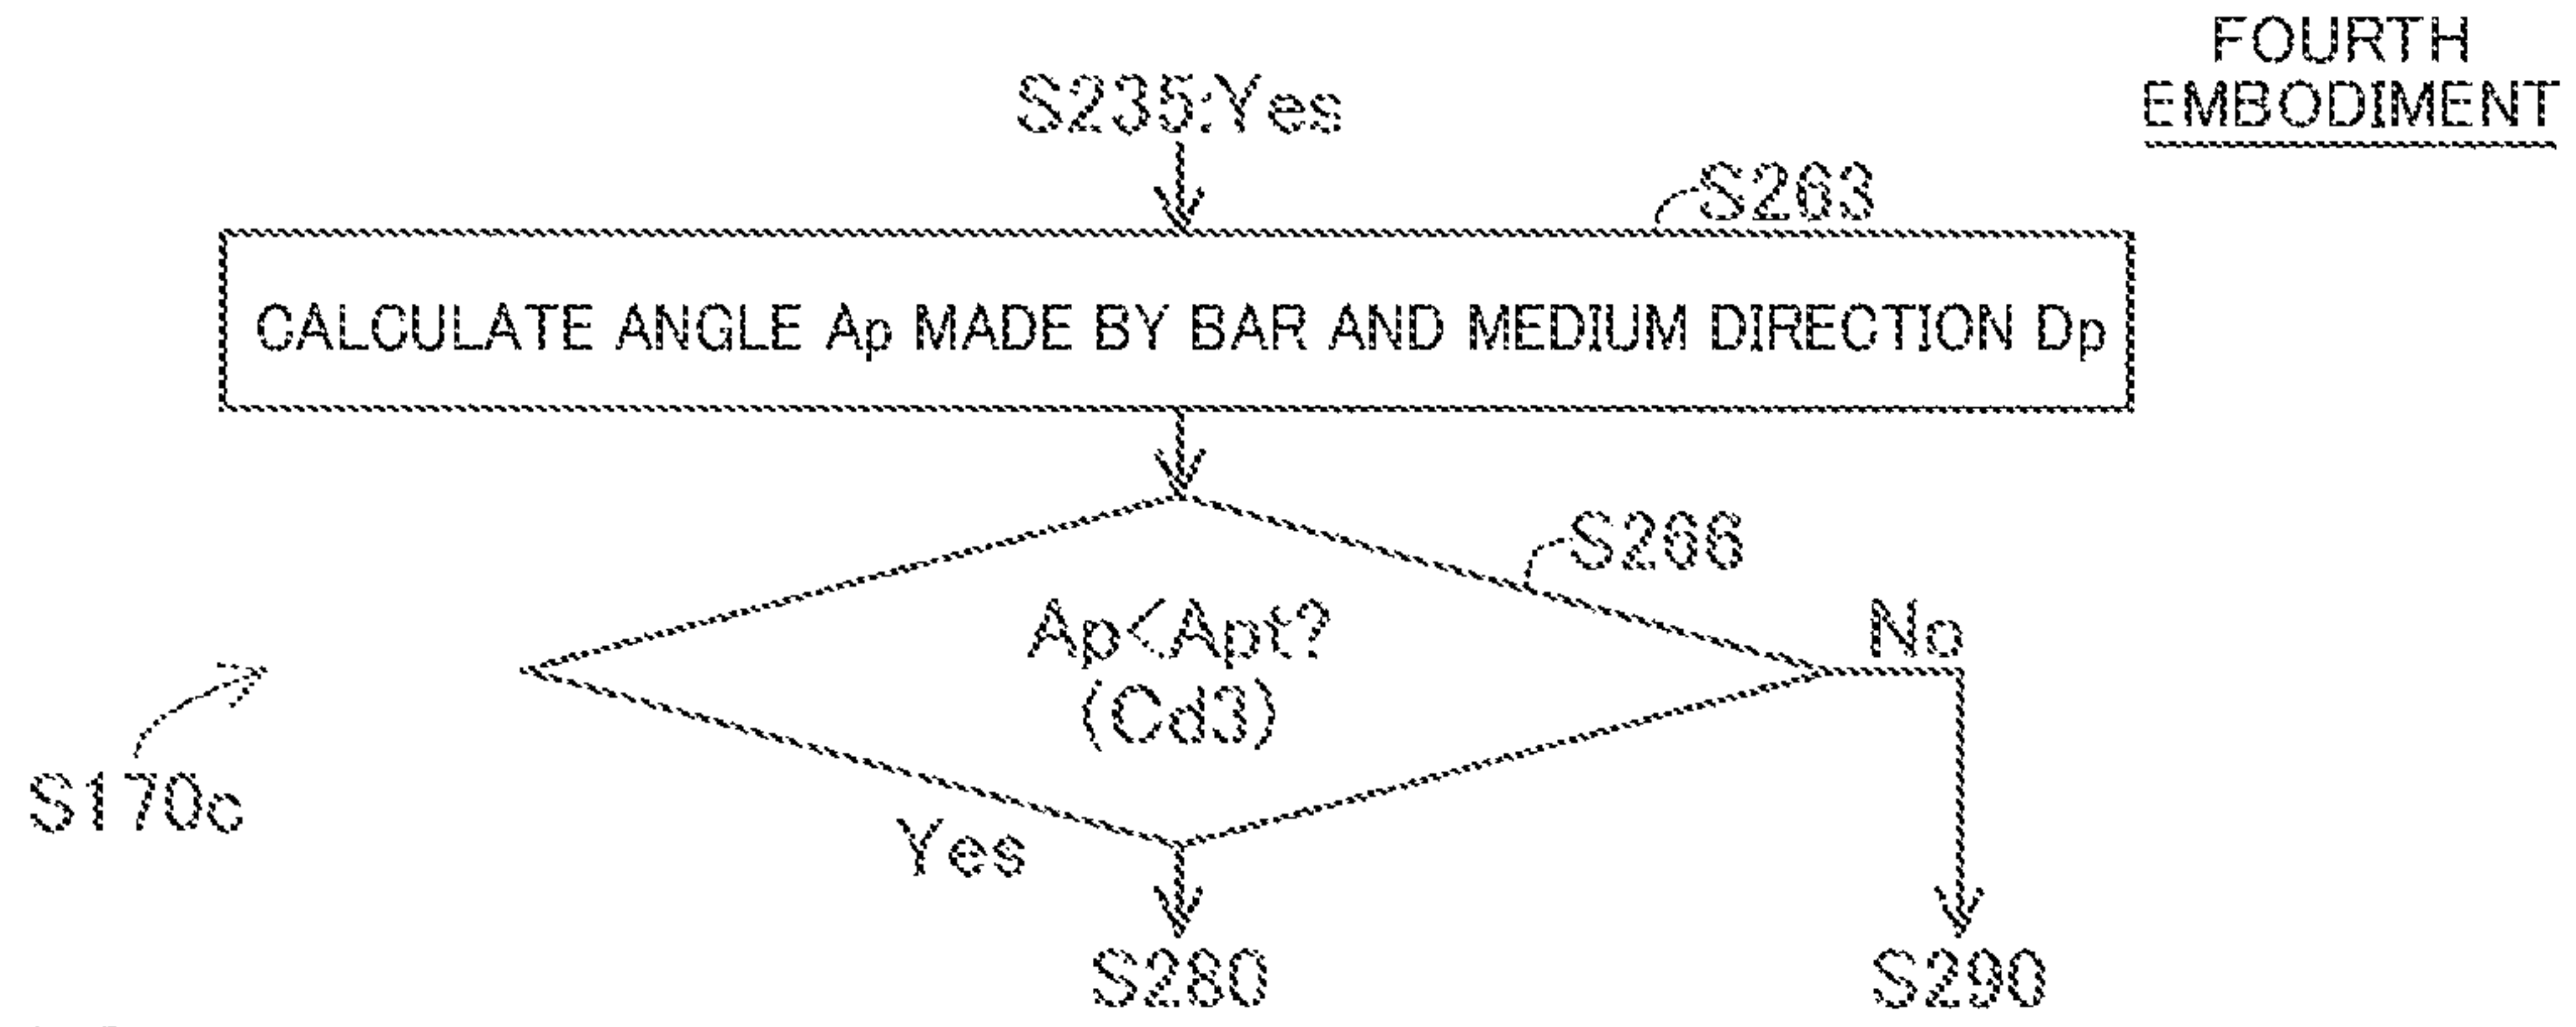 FOURTH
EMBODIMENT
S235:Yes
S263
CALCULATE ANGLE Ap MADE BY BAR AND MEDIUM DIRECTION Dp
S266
Ap<Apt?
(Cd3)
No
S170c
Yes
S280
S290